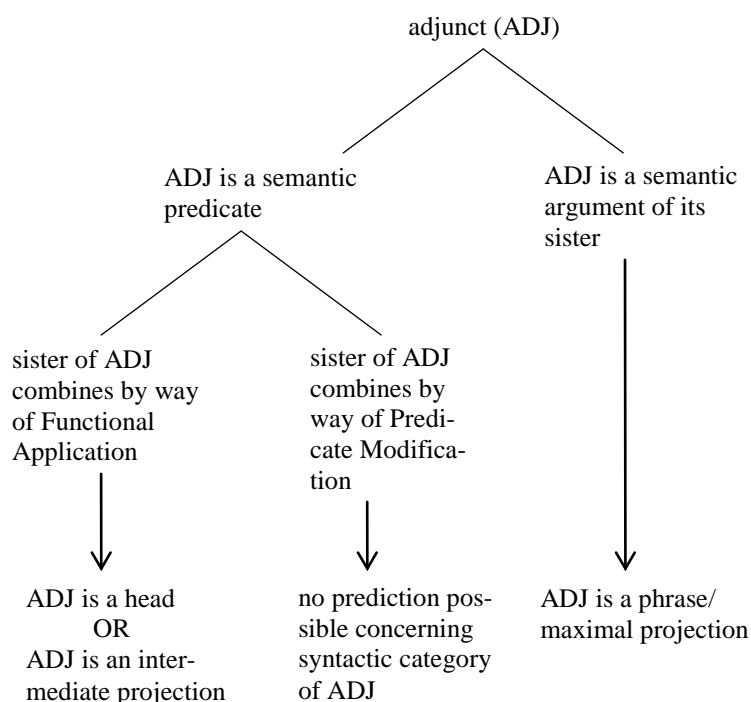 adjunct (ADJ)
ADJ is a semantic
predicate
ADJ is a semantic
argument of its
sister
sister of ADJ
combines by way
of Functional
Application
sister of ADJ
combines by
way of Predi-
cate Modifica-
tion
ADJ is a head
OR
ADJ is an inter-
mediate projection
no prediction pos-
sible concerning
syntactic category
of ADJ
ADJ is a phrase/
maximal projection